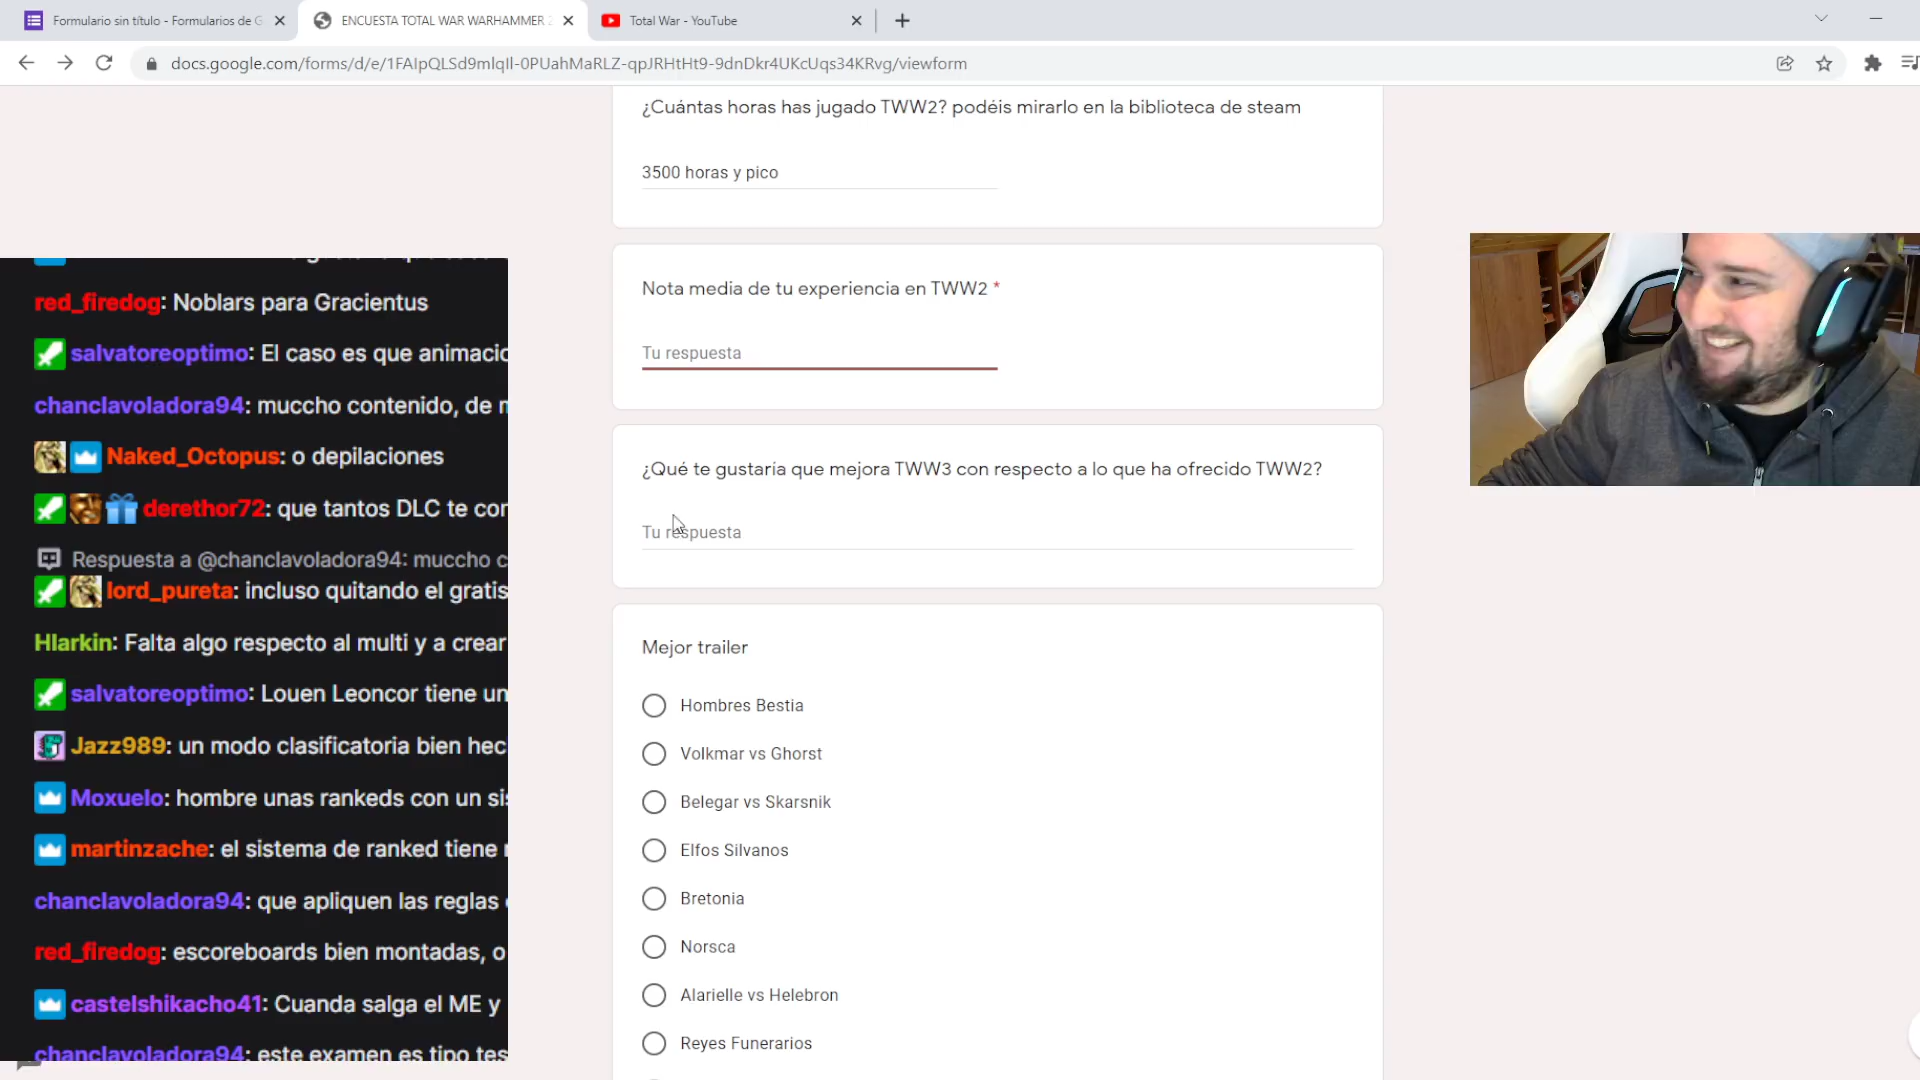 Formulario sin título - Formularios de G
ENCUESTA TOTAL WAR WARHAMMER 2
Total War - YouTube
docs.google.com/forms/d/e/1FAIpQLSd9mlqIl-0PUahMaRLZ-qpJRHtHt9-9dnDkr4UKcUqs34KRvg/viewform
¿Cuántas horas has jugado TWW2? podéis mirarlo en la biblioteca de steam
3500 horas y pico
Nota media de tu experiencia en TWW2 *
Tu respuesta
¿Qué te gustaria que mejora TWW3 con respecto a lo que ha ofrecido TWW2?
Tu respuesta
Mejor trailer
Hombres Bestia
Volkmar vs Ghorst
Belegar vs Skarsnik
Elfos Silvanos
Bretonia
Norsca
Alarielle vs Helebron
Reyes Funerarios
red_firedog: Noblars para Gracientus
salvatoreoptimo: El caso es que animacio
chanclavoladora94: muccho contenido, de m
Naked_Octopus: o depilaciones
derethor72: que tantos DLC te con
Respuesta a @chanclavoladora94: muccho c
lord_pureta: incluso quitando el gratis
Hlarkin: Falta algo respecto al multi y a crear
salvatoreoptimo: Louen Leoncor tiene un
Jazz989: un modo clasificatoria bien hec
Moxuelo: hombre unas rankeds con un sis
martinzache: el sistema de ranked tiene
chanclavoladora94: que apliquen las reglas
red_firedog: escoreboards bien montadas, o
castelshikacho41: Cuanda salga el ME y
chanclavoladora94: este examen es tipo tes